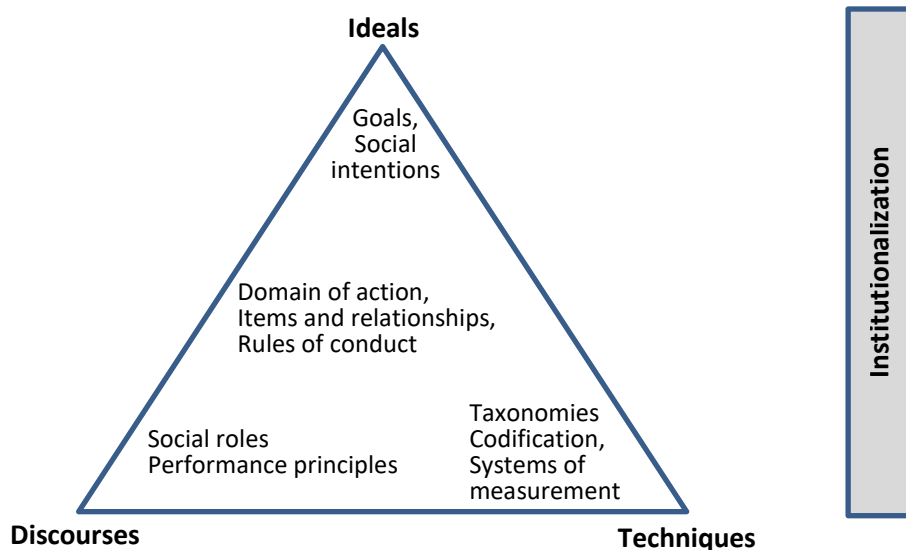 Ideals
Goals,
Social
intentions
Domain of action,
Items and relationships,
Rules of conduct
Social roles
Performance principles
Taxonomies
Codification,
Systems of
measurement
Discourses
Techniques
Institutionalization